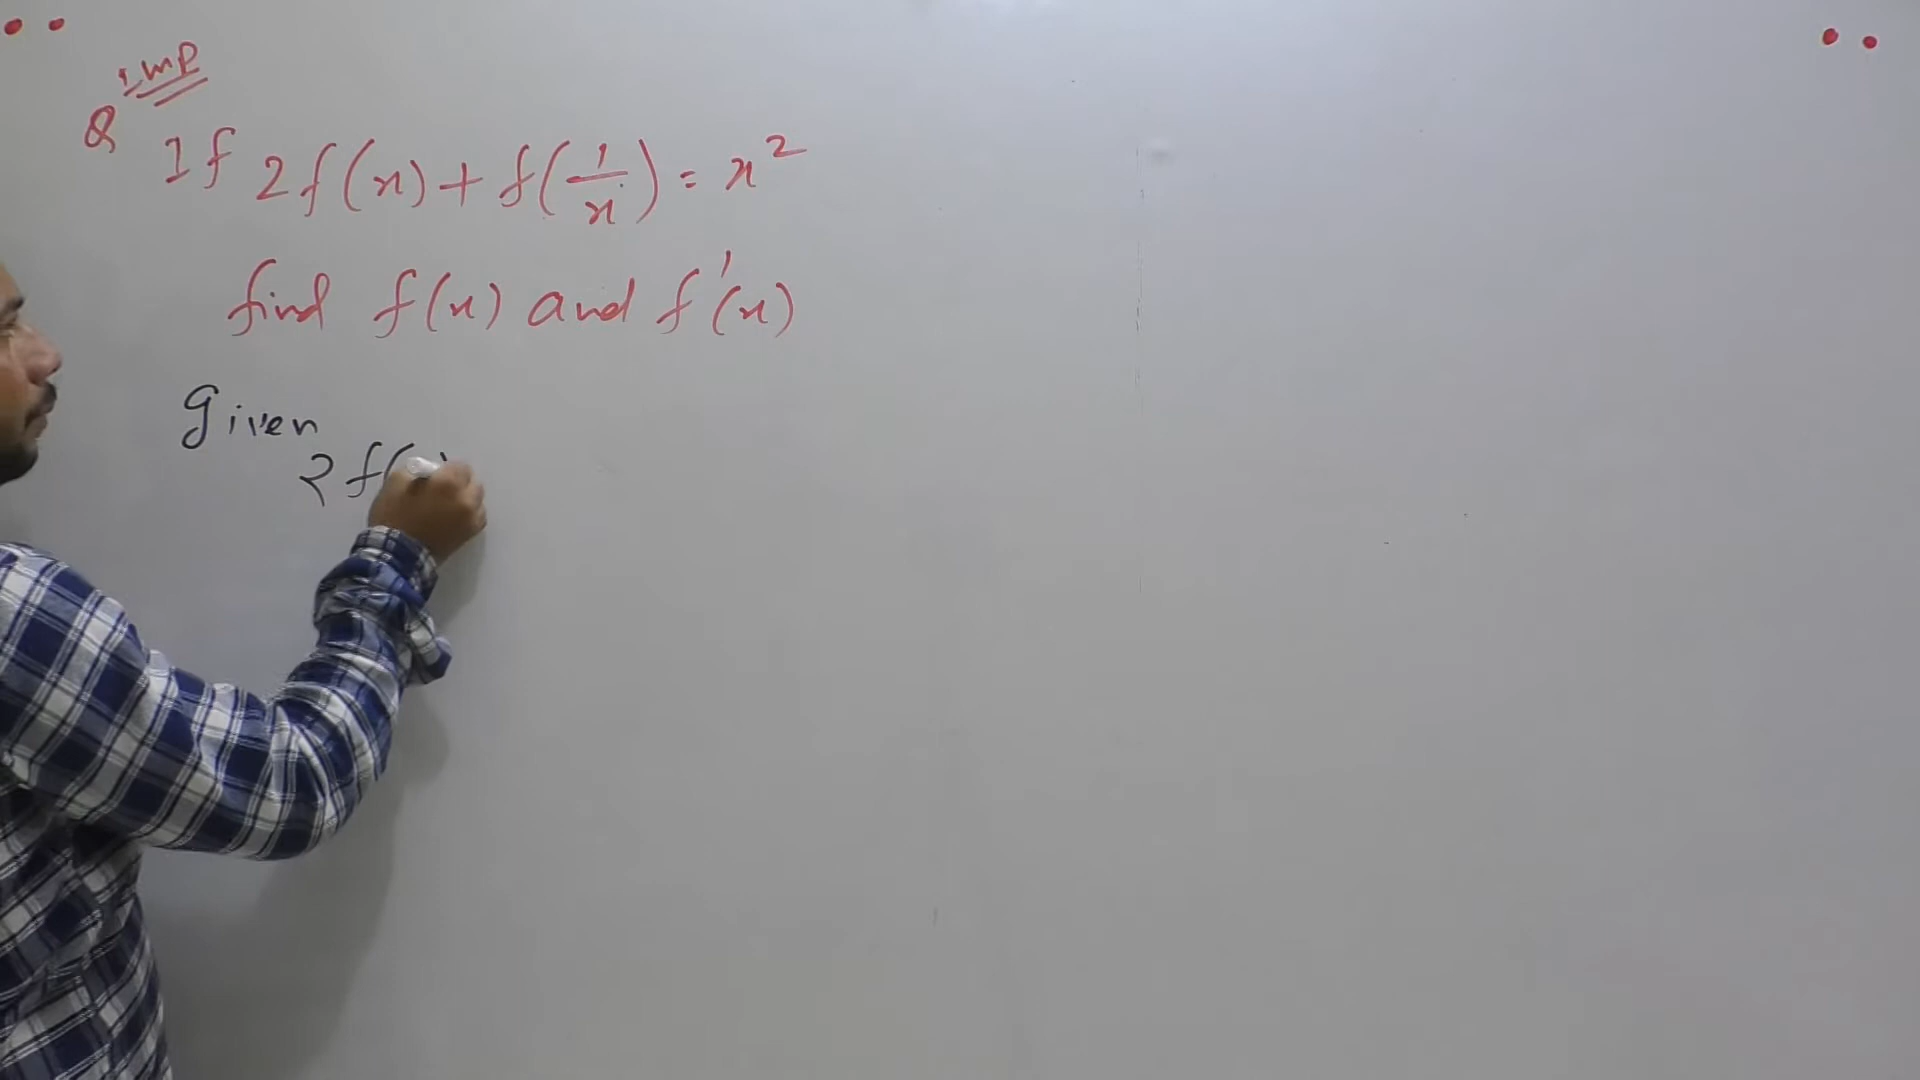 Imp
Q If 2f(x) + f(1/x) = x²
find f(x) and f'(x)
Given
2f(